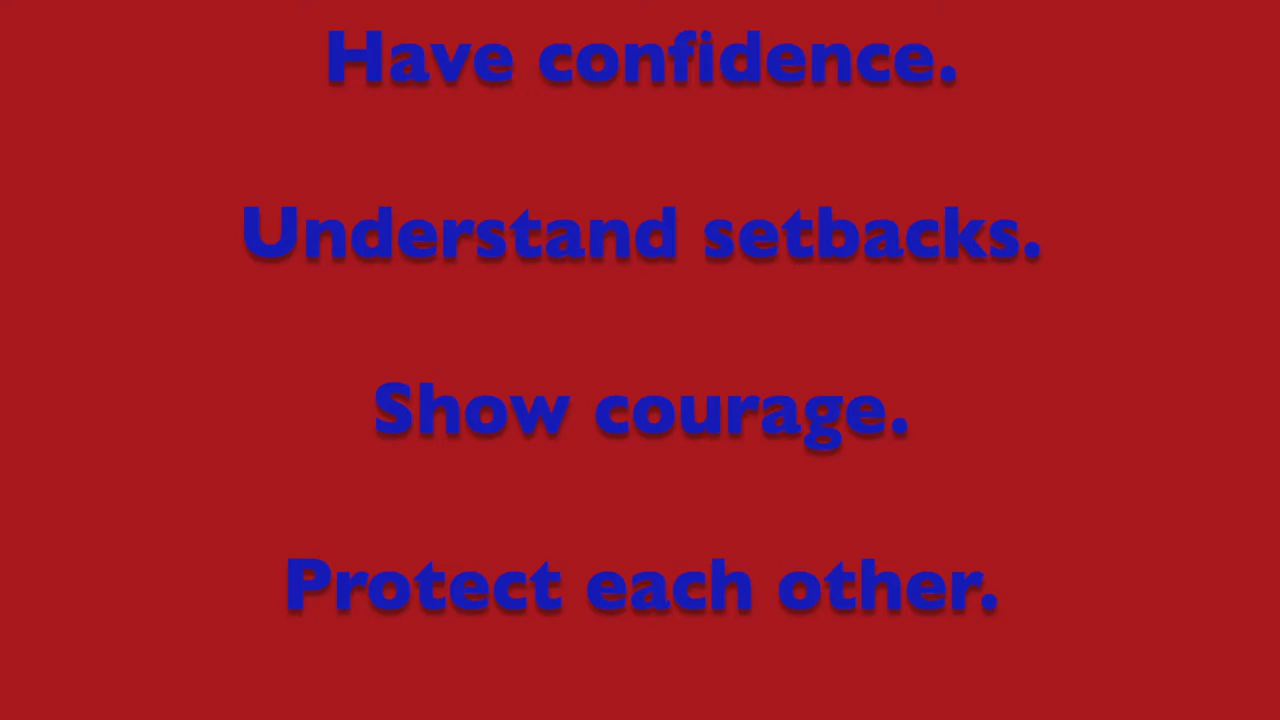 Have confidence.
Understand setbacks.
Show courage.
Protect each other.